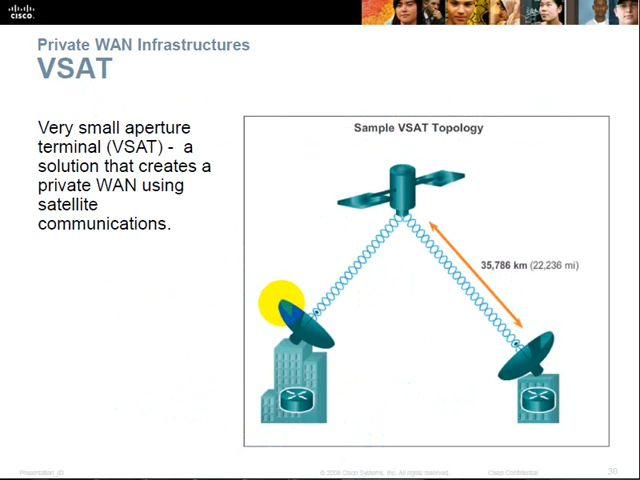 CISCO
Private WAN Infrastructures
VSAT
Very small aperture
terminal (VSAT) - a
solution that creates a
private WAN using
satellite
communications.
Sample VSAT Topology
35,786 km (22,236 mi)
Presentation_ID
© 2008 Cisco Systems, Inc. All rights reserved.
Cisco Confidential
30